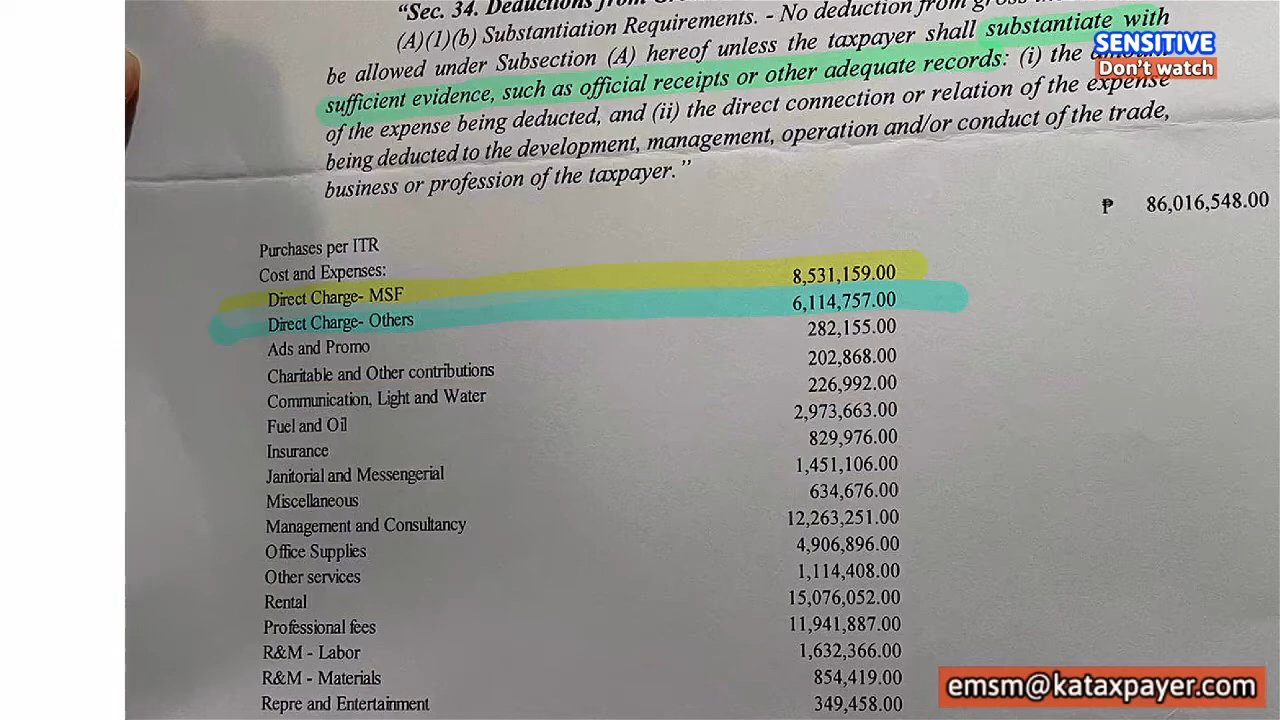 “Sec. 34. Deductions from
(A)(1)(b) Substantiation Requirements. - No deduction from gross
be allowed under Subsection (A) hereof unless the taxpayer shall substantiate with
SENSITIVE
Don't watch
sufficient evidence, such as official receipts or other adequate records: (i) the
of the expense being deducted, and (ii) the direct connection or relation of the expense
being deducted to the development, management, operation and/or conduct of the trade,
business or profession of the taxpayer.”
Purchases per ITR ₱ 86,016,548.00
Cost and Expenses:
Direct Charge- MSF 8,531,159.00
Direct Charge- Others 6,114,757.00
Ads and Promo 282,155.00
Charitable and Other contributions 202,868.00
Communication, Light and Water 226,992.00
Fuel and Oil 2,973,663.00
Insurance 829,976.00
Janitorial and Messengerial 1,451,106.00
Miscellaneous 634,676.00
Management and Consultancy 12,263,251.00
Office Supplies 4,906,896.00
Other services 1,114,408.00
Rental 15,076,052.00
Professional fees 11,941,887.00
R&M - Labor 1,632,366.00
R&M - Materials 854,419.00
Repre and Entertainment 349,458.00
emsm@kataxpayer.com